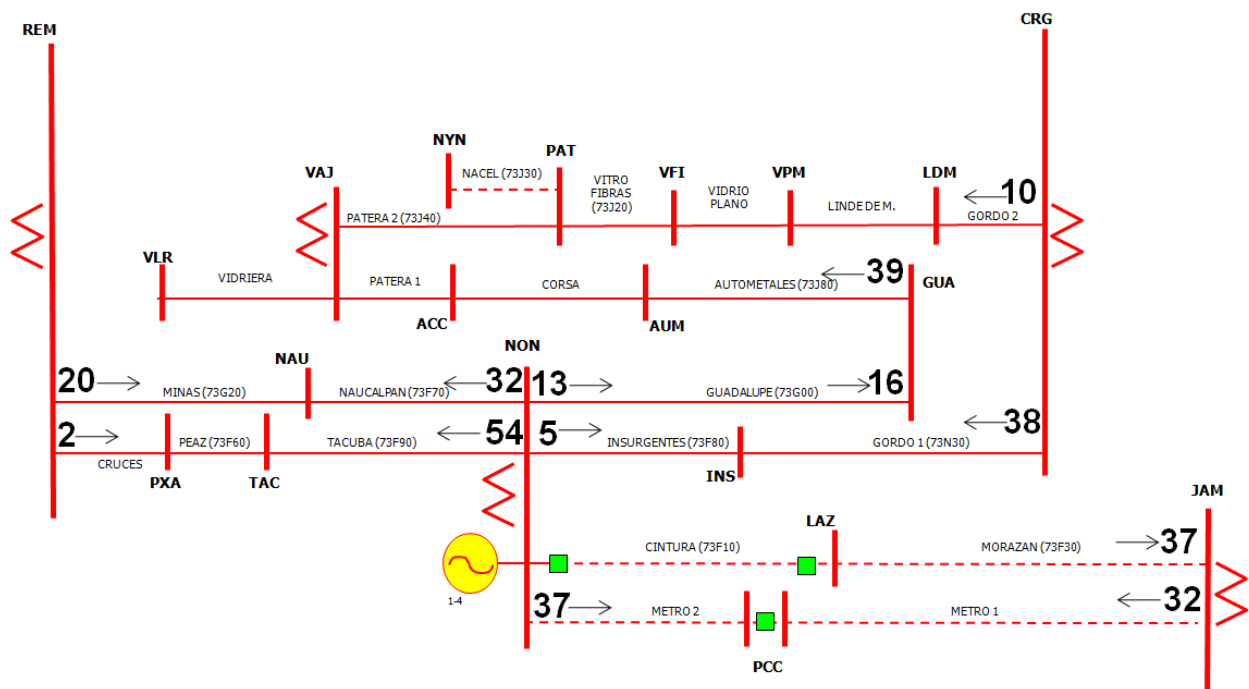 REM
CRG
NYN
PAT
VAJ
NACEL (73J30)
VITRO
FIBRAS
(73J20)
VFI
VIDRIO
PLANO
VPM
LDM
10
PATERA 2 (73J40)
LINDE DE M.
GORDO 2
VLR
VIDRIERA
PATERA 1
CORSA
AUTOMETALES (73J80)
39
GUA
ACC
AUM
NAU
NON
20
MINAS (73G20)
NAUCALPAN (73F70)
32
13
GUADALUPE (73G00)
16
2
PEAZ (73F60)
TACUBA (73F90)
54
5
INSURGENTES (73F80)
GORDO 1 (73N30)
38
CRUCES
PXA
TAC
INS
JAM
LAZ
CINTURA (73F10)
MORAZAN (73F30)
37
1-4
37
METRO 2
METRO 1
32
PCC